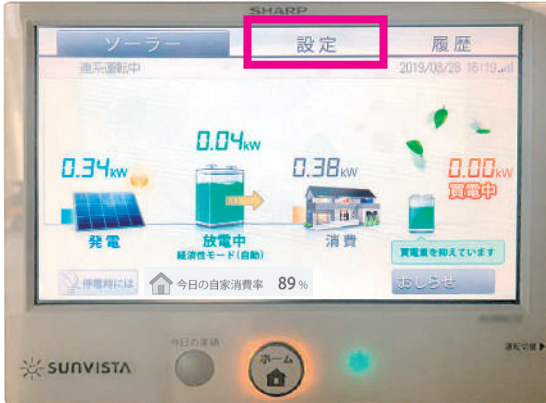 SHARP
ソーラー
設定
履歴
連系運転中
2019/08/28 16:19
0.34kW
発電
0.04kW
放電中
経済性モード(自動)
0.38kW
消費
0.00kW
買電中
買電量を抑えています
停電時には
今日の自家消費率 89%
おしらせ
今日の実績
ホーム
運転切替▶
SUNVISTA